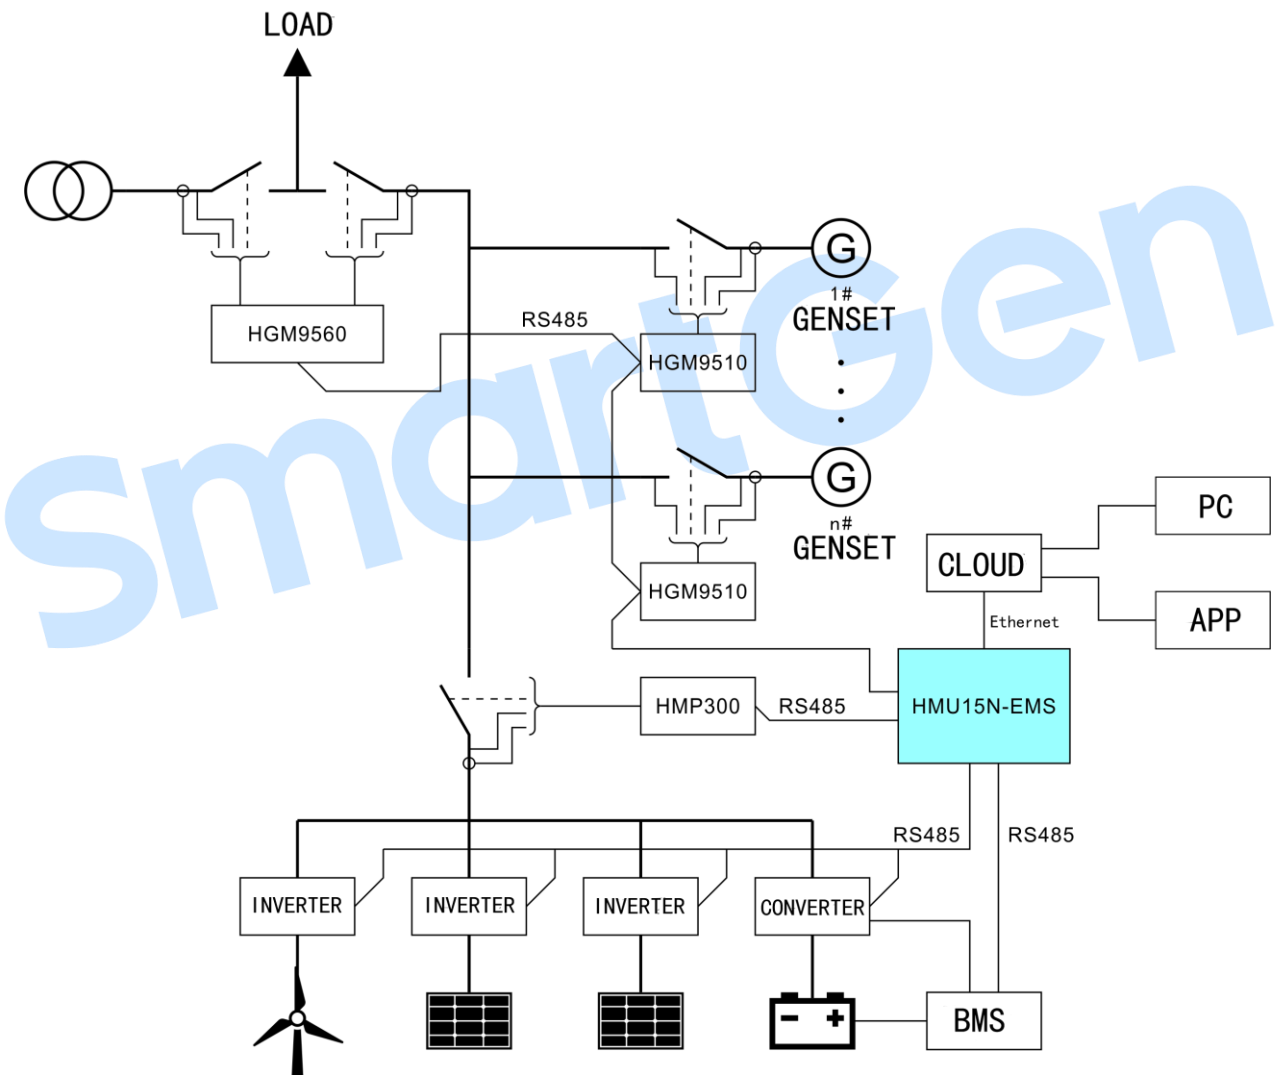 LOAD
HGM9560
RS485
1#
GENSET
HGM9510
n#
GENSET
HGM9510
SmartGen
PC
CLOUD
APP
Ethernet
HMP300
RS485
HMU15N-EMS
RS485
RS485
INVERTER
INVERTER
INVERTER
CONVERTER
BMS
G
G
- +